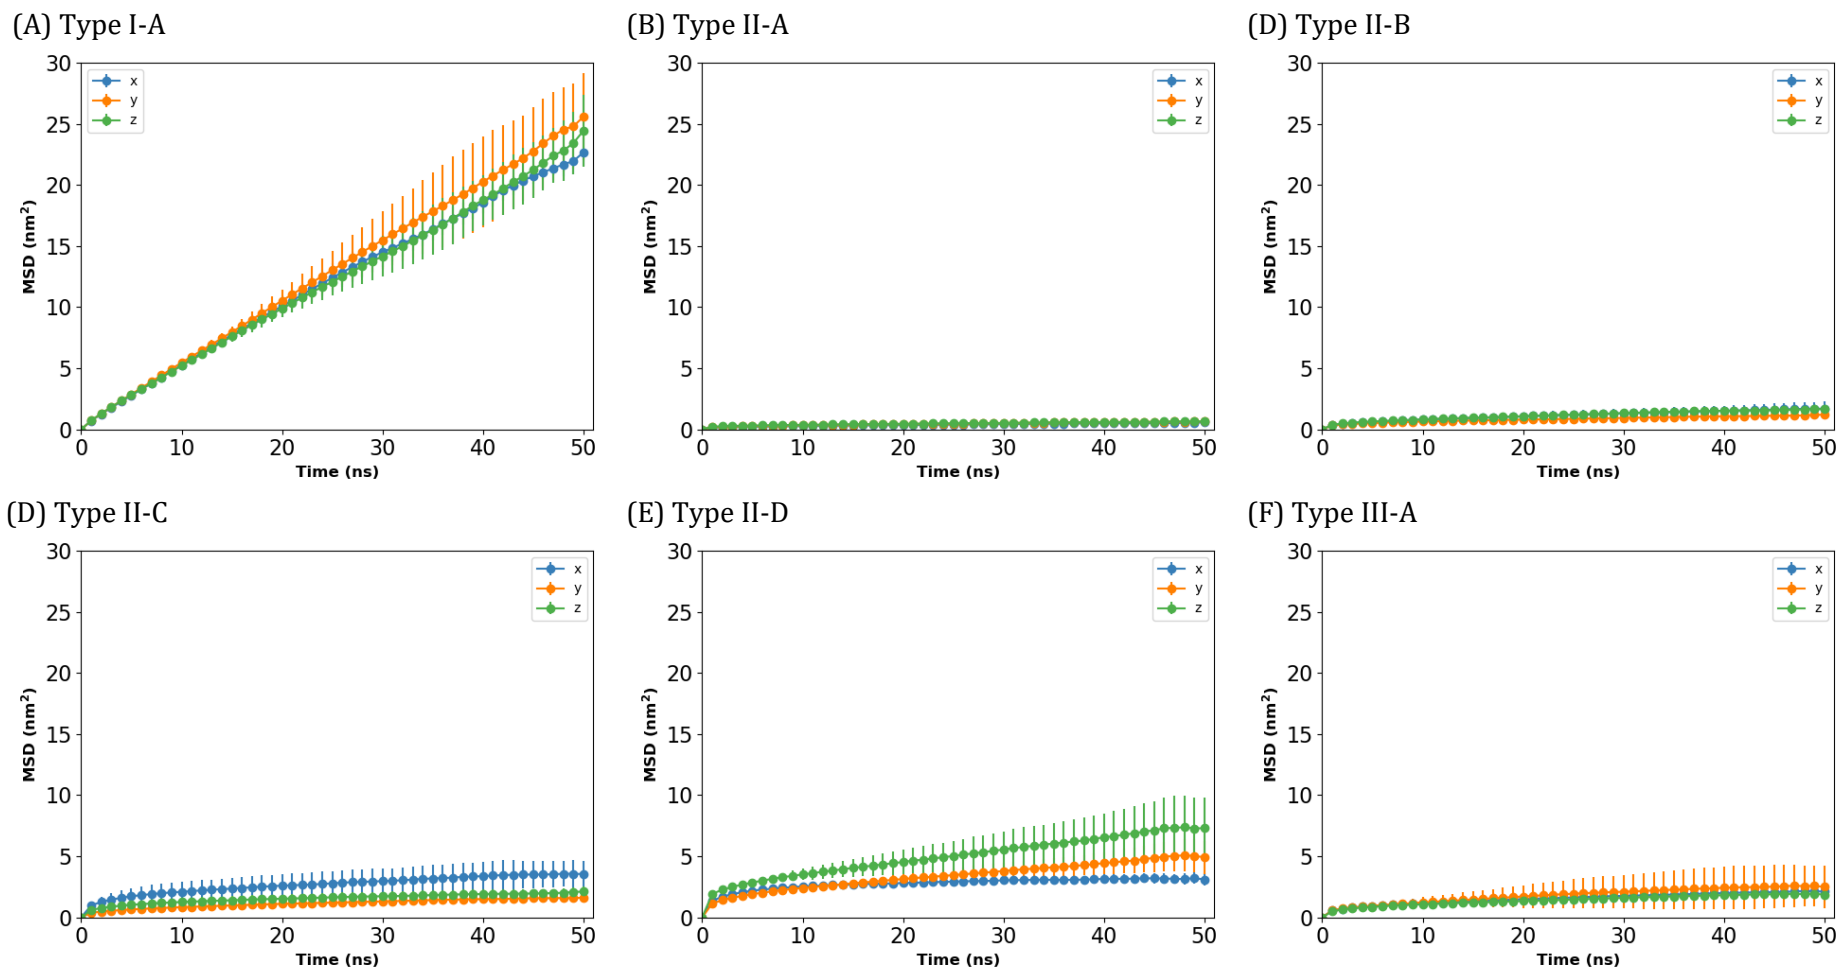 (A) Type I-A
30
25
20
15
10
5
0
MSD (nm²)
x
y
z
0 10 20 30 40 50
Time (ns)
(B) Type II-A
30
25
20
15
10
5
0
MSD (nm²)
x
y
z
0 10 20 30 40 50
Time (ns)
(D) Type II-B
30
25
20
15
10
5
0
MSD (nm²)
x
y
z
0 10 20 30 40 50
Time (ns)
(D) Type II-C
30
25
20
15
10
5
0
MSD (nm²)
x
y
z
0 10 20 30 40 50
Time (ns)
(E) Type II-D
30
25
20
15
10
5
0
MSD (nm²)
x
y
z
0 10 20 30 40 50
Time (ns)
(F) Type III-A
30
25
20
15
10
5
0
MSD (nm²)
x
y
z
0 10 20 30 40 50
Time (ns)